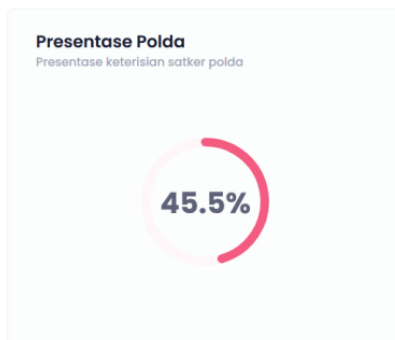 Presentase Polda
Presentase keterisian satker polda
45.5%